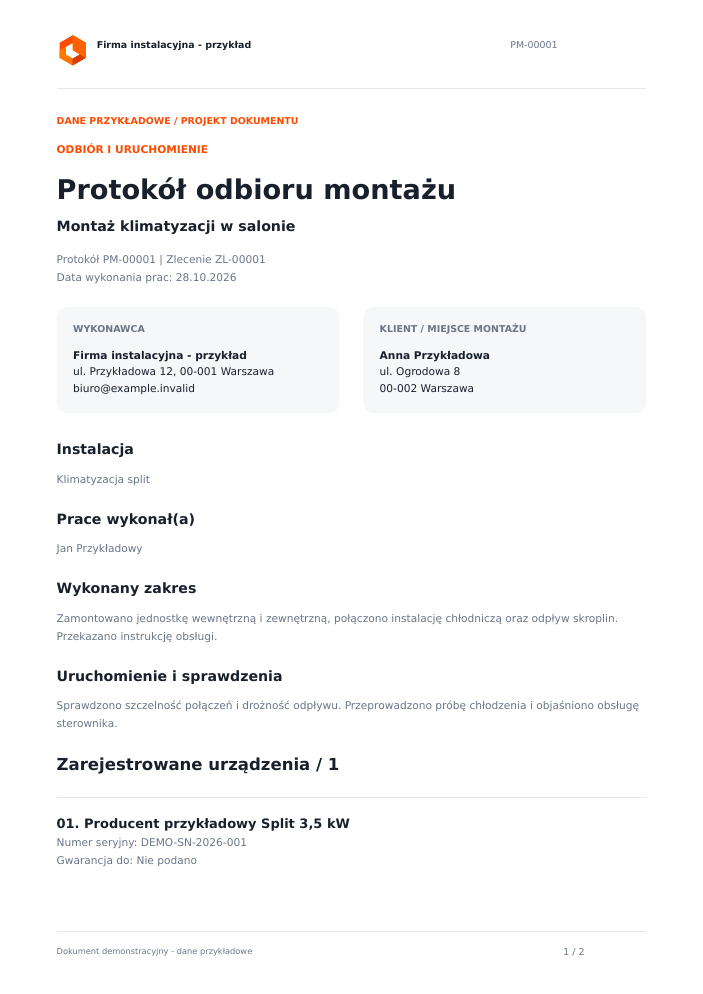 Firma instalacyjna - przykład
PM-00001
DANE PRZYKŁADOWE / PROJEKT DOKUMENTU
ODBIÓR I URUCHOMIENIE
Protokół odbioru montażu
Montaż klimatyzacji w salonie
Protokół PM-00001 | Zlecenie ZL-00001
Data wykonania prac: 28.10.2026
WYKONAWCA
Firma instalacyjna - przykład
ul. Przykładowa 12, 00-001 Warszawa
biuro@example.invalid
KLIENT / MIEJSCE MONTAŻU
Anna Przykładowa
ul. Ogrodowa 8
00-002 Warszawa
Instalacja
Klimatyzacja split
Prace wykonał(a)
Jan Przykładowy
Wykonany zakres
Zamontowano jednostkę wewnętrzną i zewnętrzną, połączono instalację chłodniczą oraz odpływ skroplin.
Przekazano instrukcję obsługi.
Uruchomienie i sprawdzenia
Sprawdzono szczelność połączeń i drożność odpływu. Przeprowadzono próbę chłodzenia i objaśniono obsługę
sterownika.
Zarejestrowane urządzenia / 1
01. Producent przykładowy Split 3,5 kW
Numer seryjny: DEMO-SN-2026-001
Gwarancja do: Nie podano
Dokument demonstracyjny - dane przykładowe
1 / 2